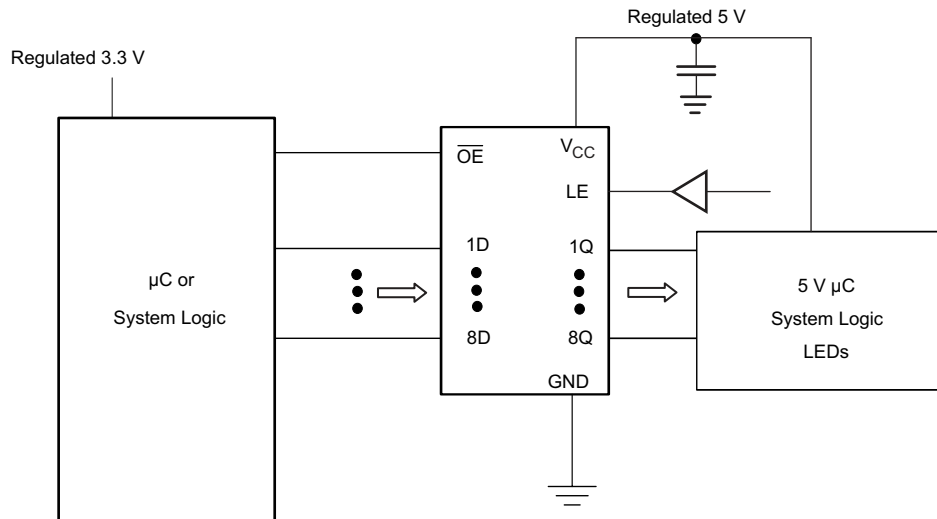 Regulated 5 V
Regulated 3.3 V
OE
VCC
LE
1D
1Q
µC or
System Logic
5 V µC
System Logic
LEDs
8D
8Q
GND